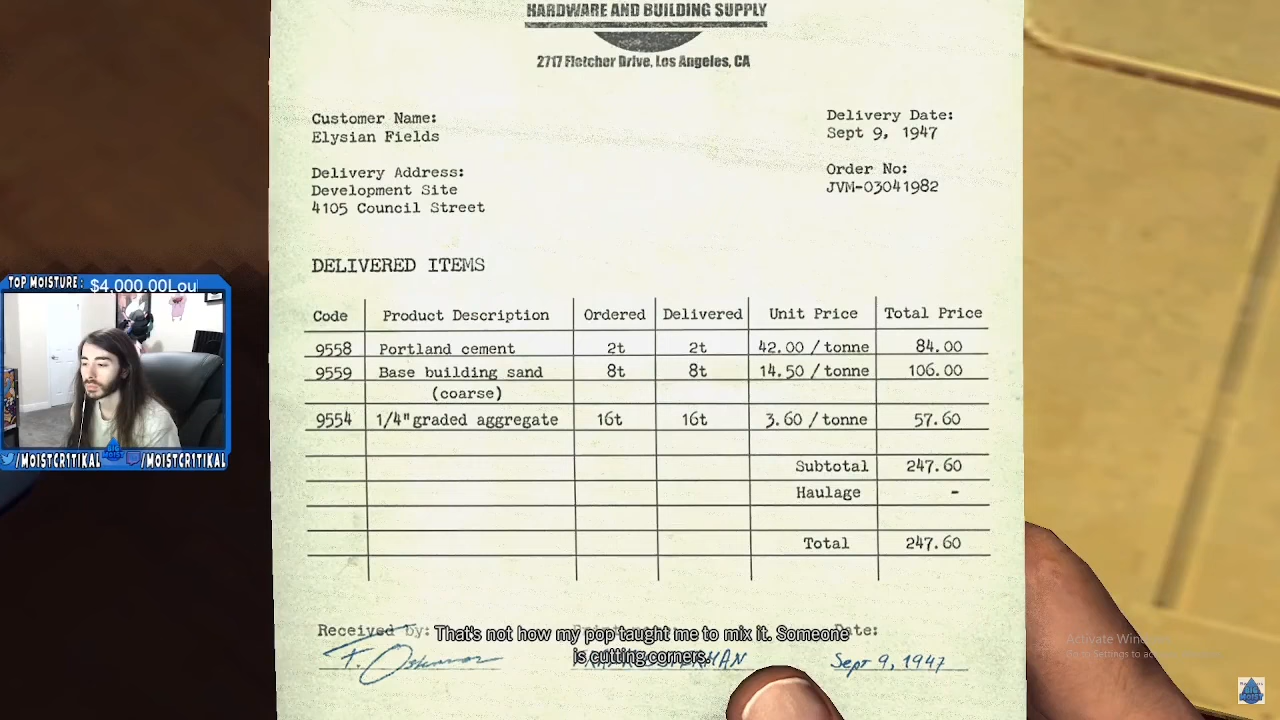 HARDWARE AND BUILDING SUPPLY
2717 Fletcher Drive, Los Angeles, CA
Customer Name:
Elysian Fields
Delivery Date:
Sept 9, 1947
Delivery Address:
Development Site
4105 Council Street
Order No:
JVM-03041982
DELIVERED ITEMS
Code Product Description Ordered Delivered Unit Price Total Price
9558 Portland cement 2t 2t 42.00 / tonne 84.00
9559 Base building sand 8t 8t 14.50 / tonne 106.00
(coarse)
9554 1/4" graded aggregate 16t 16t 3.60 / tonne 57.60
Subtotal 247.60
Haulage -
Total 247.60
Received by: Date:
Sept 9, 1947
That's not how my pop taught me to mix it. Someone
is cutting corners.
TOP MOISTURE: $4,000.00Lou
/MOISTCR1TIKAL /MOISTCR1TIKAL
Activate Windows